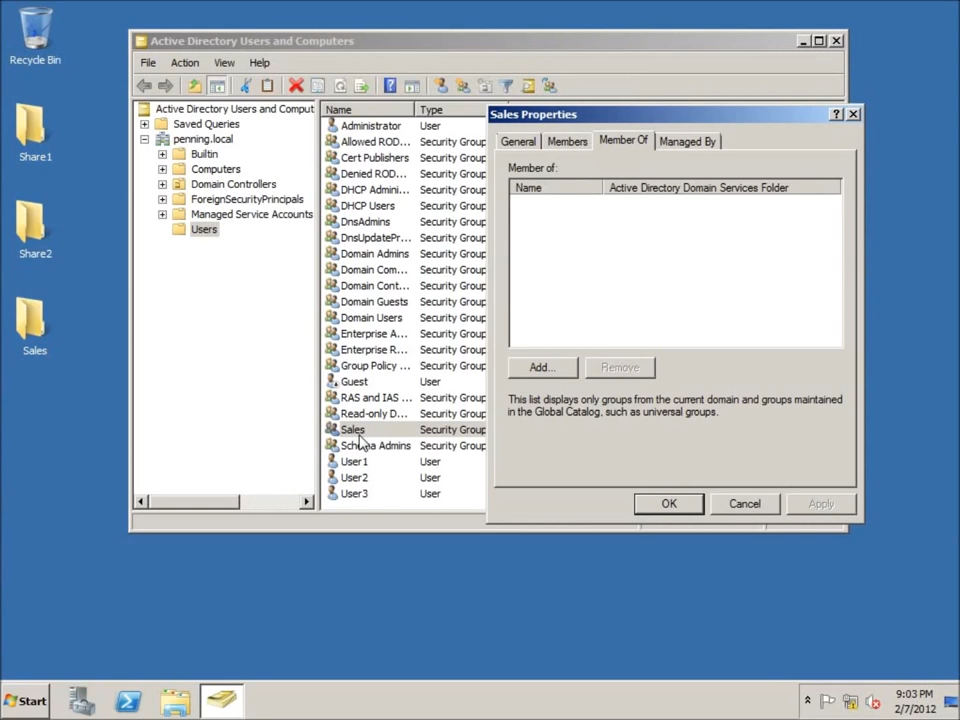 Recycle Bin
Share1
Share2
Sales
Active Directory Users and Computers
File Action View Help
Active Directory Users and Comput
Saved Queries
penning.local
Builtin
Computers
Domain Controllers
ForeignSecurityPrincipals
Managed Service Accounts
Users
Name Type
Administrator User
Allowed ROD... Security Group
Cert Publishers Security Group
Denied ROD... Security Group
DHCP Admini... Security Group
DHCP Users Security Group
DnsAdmins Security Group
DnsUpdatePr... Security Group
Domain Admins Security Group
Domain Com... Security Group
Domain Cont... Security Group
Domain Guests Security Group
Domain Users Security Group
Enterprise A... Security Group
Enterprise R... Security Group
Group Policy ... Security Group
Guest User
RAS and IAS ... Security Group
Read-only D... Security Group
Sales Security Group
Schema Admins Security Group
User1 User
User2 User
User3 User
Sales Properties
General Members Member Of Managed By
Member of:
Name Active Directory Domain Services Folder
Add... Remove
This list displays only groups from the current domain and groups maintained
in the Global Catalog, such as universal groups.
OK Cancel Apply
Start
9:03 PM
2/7/2012